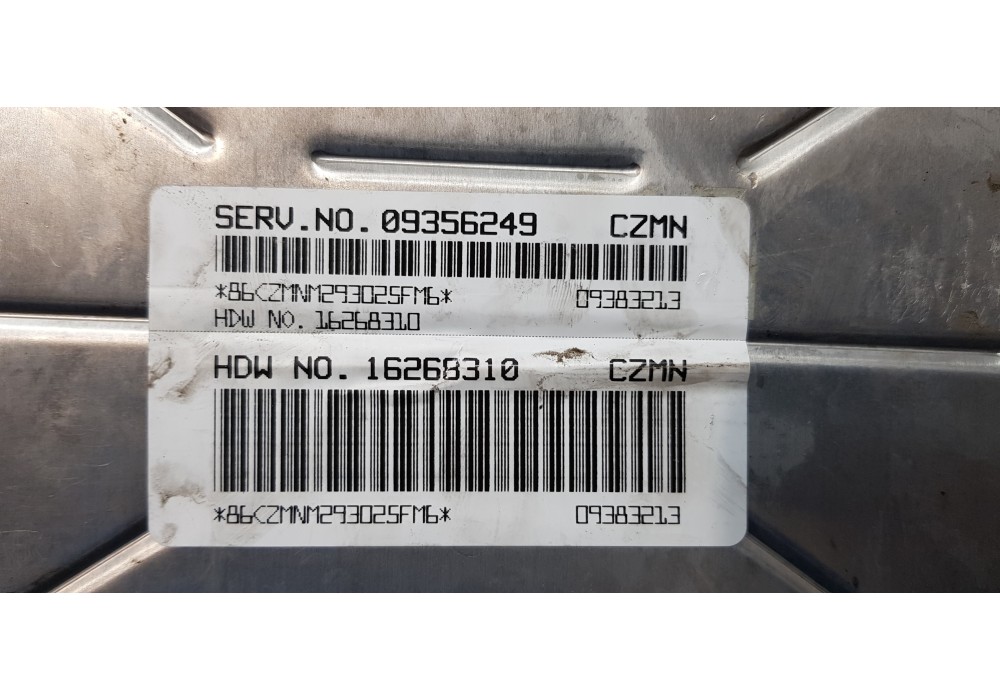 SERV.NO. 09356249 CZMN
*86CZMNM293025FM6* 09383213
HDW NO. 16268310
HDW NO. 16268310 CZMN
*86CZMNM293025FM6* 09383213